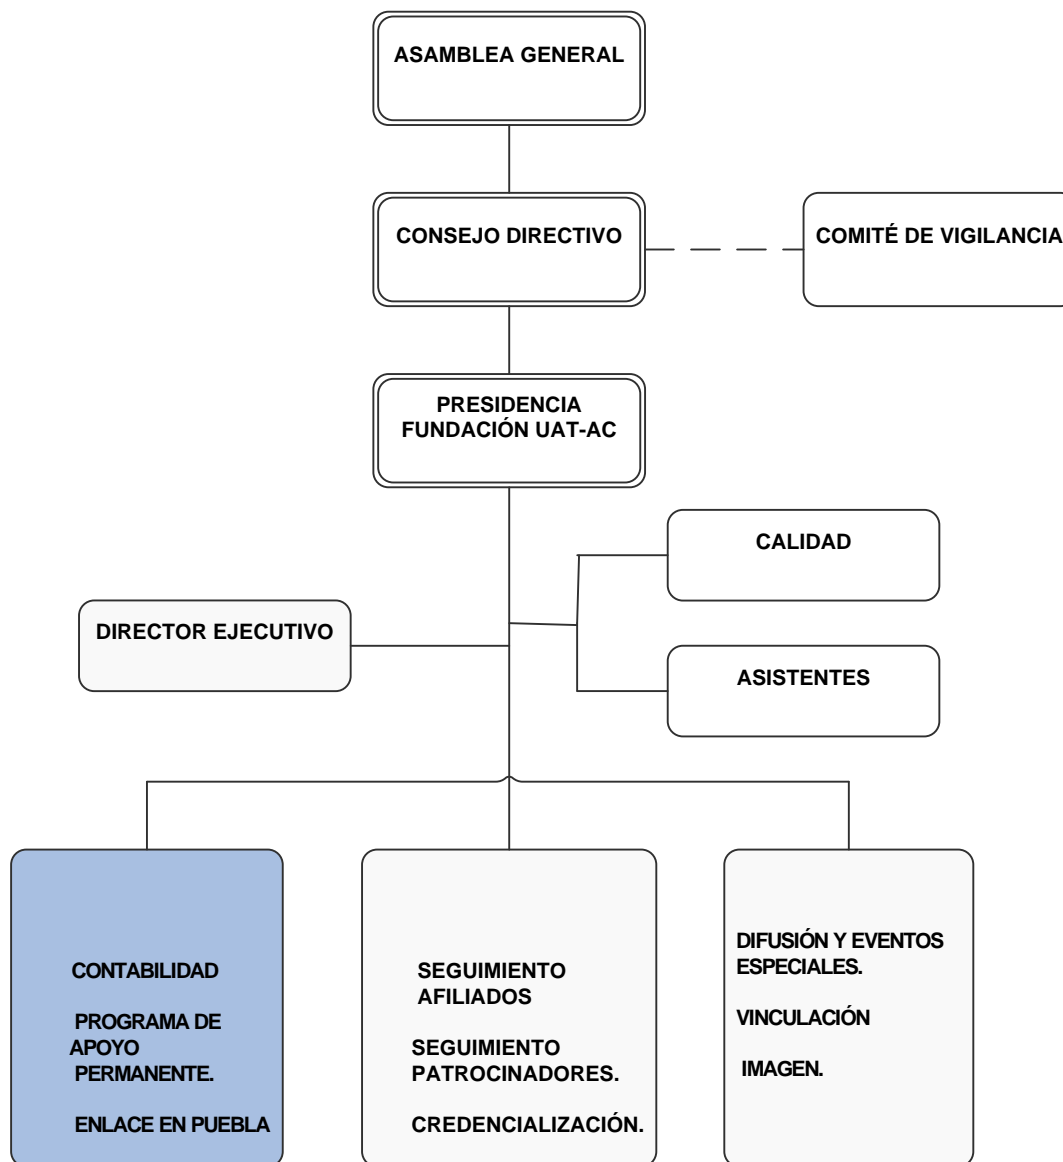 ASAMBLEA GENERAL
CONSEJO DIRECTIVO
COMITÉ DE VIGILANCIA
PRESIDENCIA
FUNDACIÓN UAT-AC
CALIDAD
DIRECTOR EJECUTIVO
ASISTENTES
CONTABILIDAD
PROGRAMA DE
APOYO
PERMANENTE.
ENLACE EN PUEBLA
SEGUIMIENTO
AFILIADOS
SEGUIMIENTO
PATROCINADORES.
CREDENCIALIZACIÓN.
DIFUSIÓN Y EVENTOS
ESPECIALES.
VINCULACIÓN
IMAGEN.